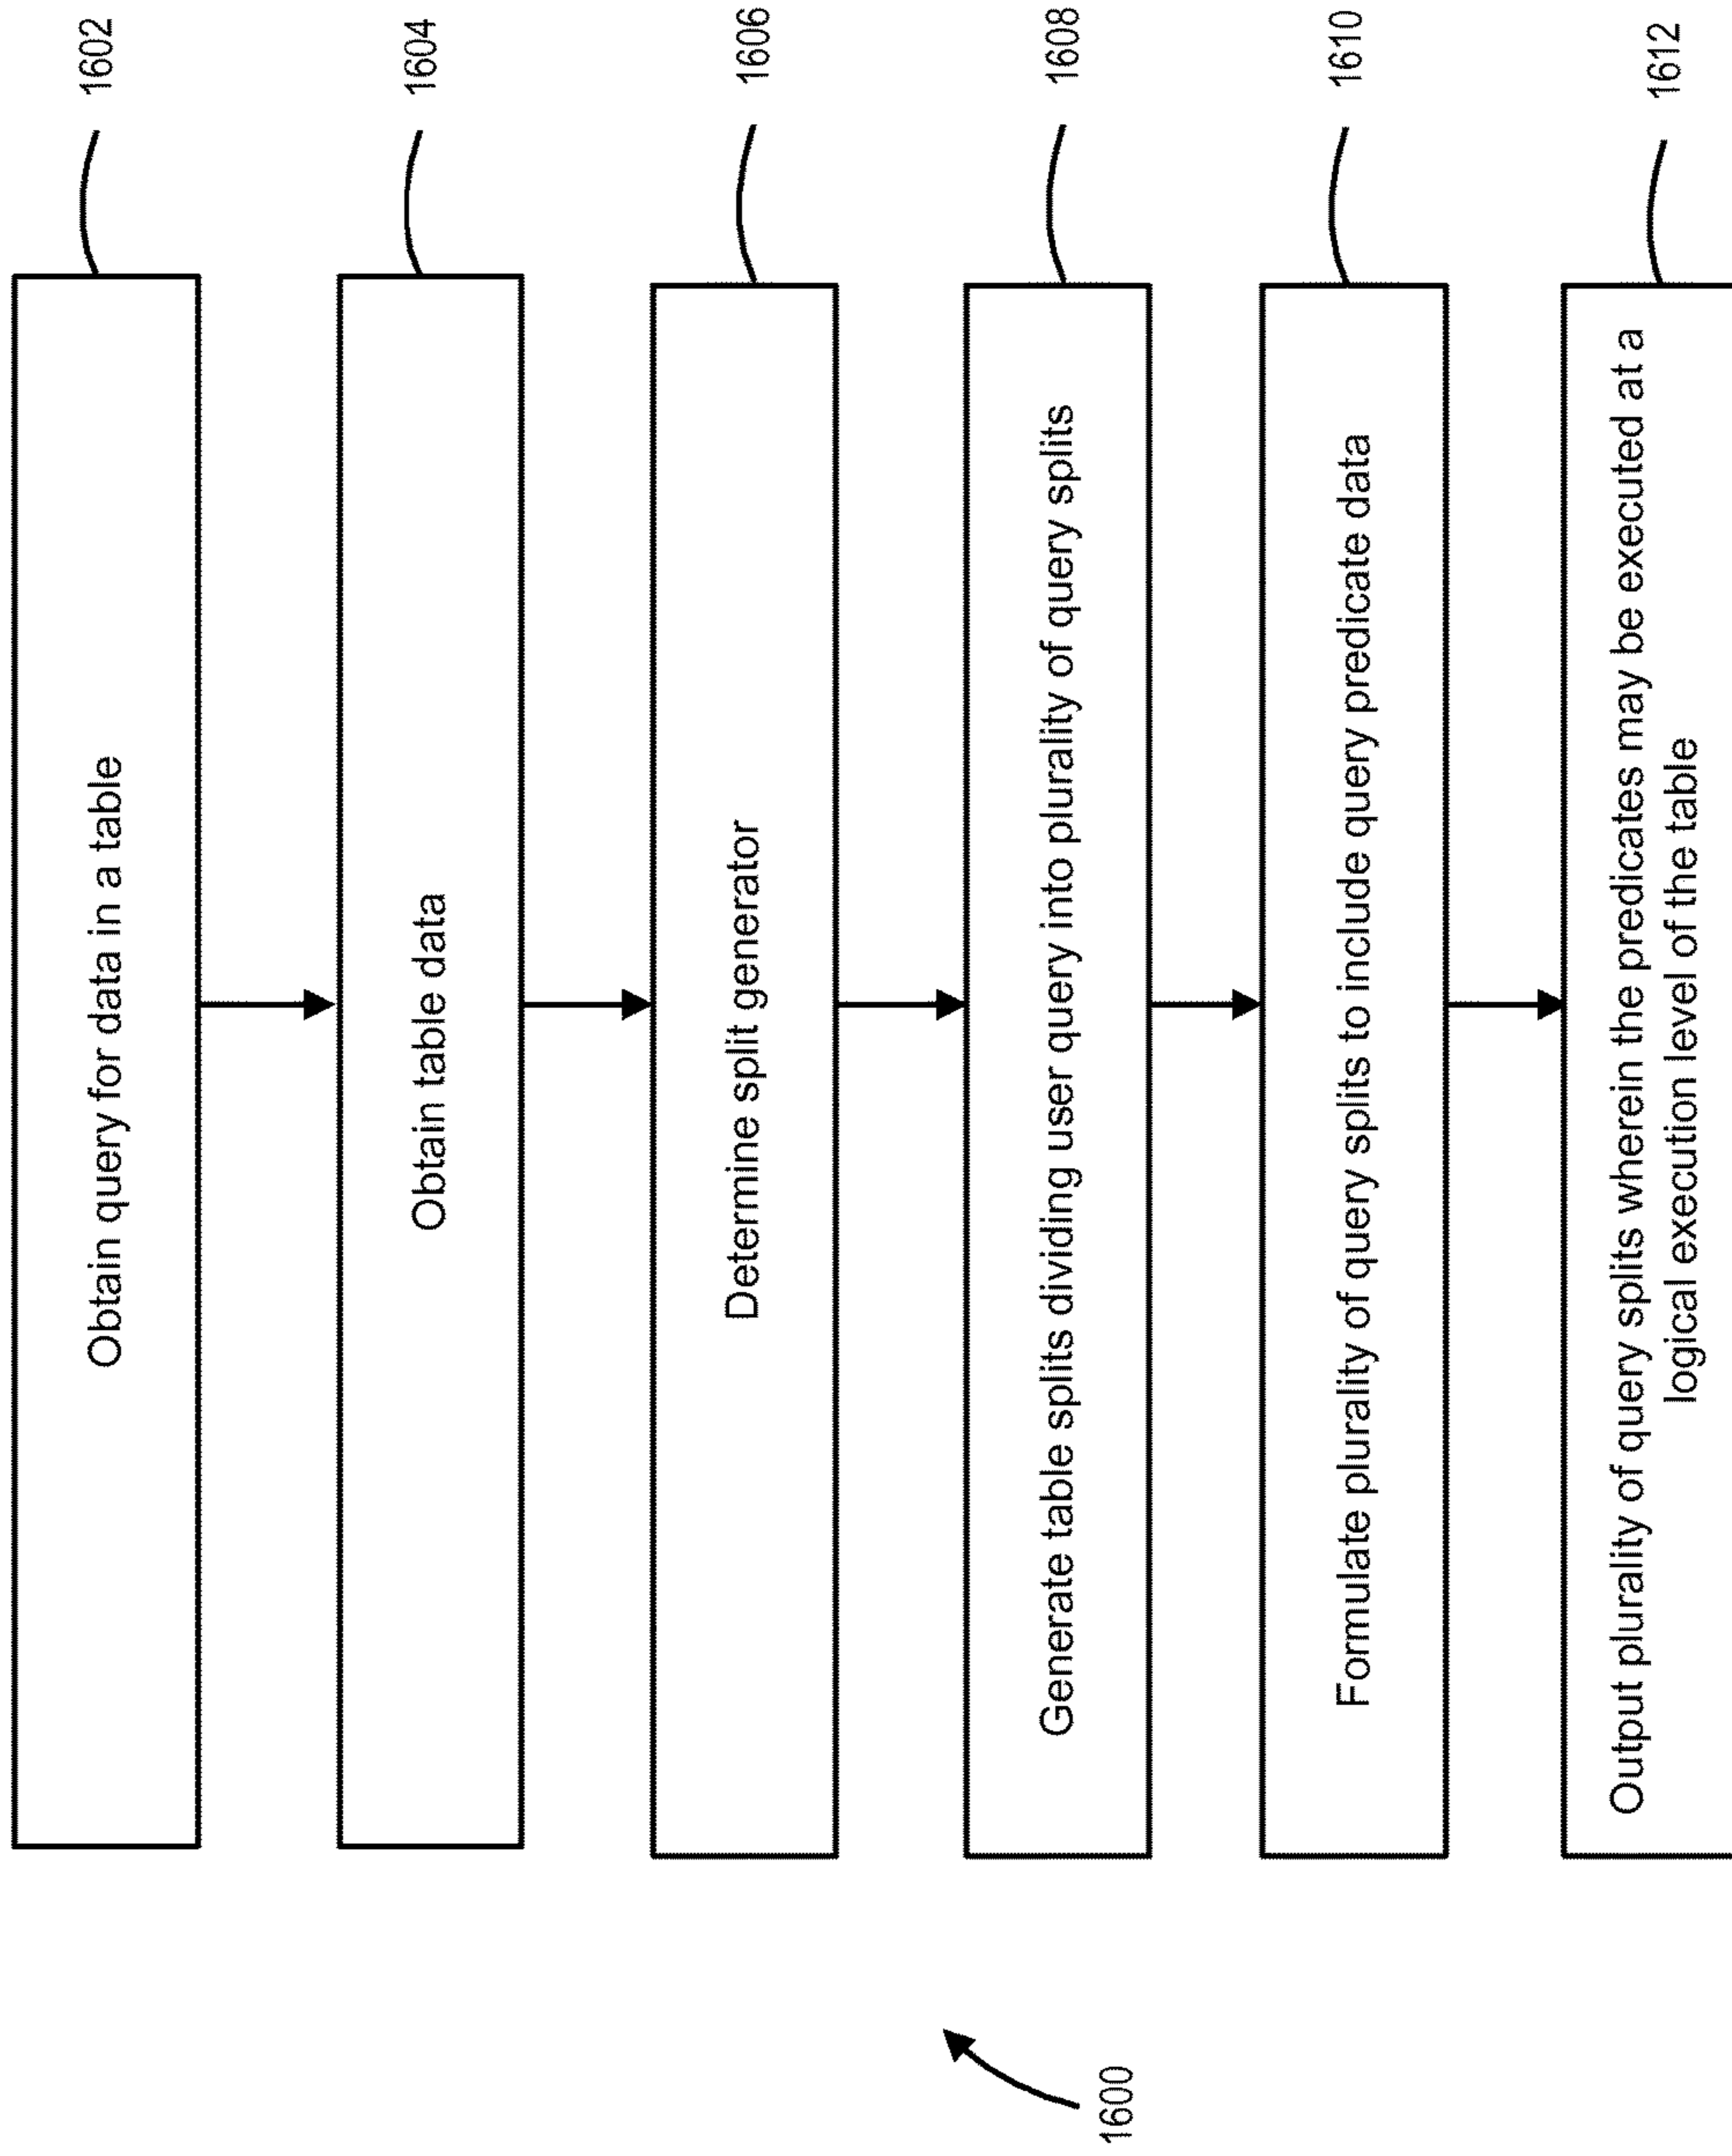 1600
Obtain query for data in a table
1602
Obtain table data
1604
Determine split generator
1606
Generate table splits dividing user query into plurality of query splits
1608
Formulate plurality of query splits to include query predicate data
1610
Output plurality of query splits wherein the predicates may be executed at a
logical execution level of the table
1612